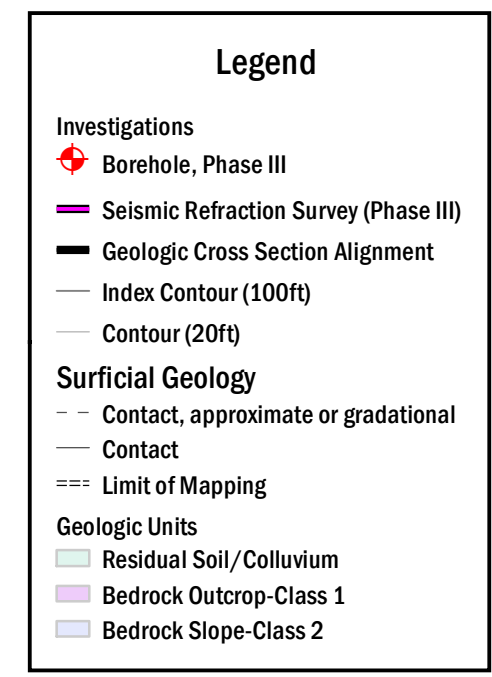 Legend
Investigations
Borehole, Phase III
Seismic Refraction Survey (Phase III)
Geologic Cross Section Alignment
Index Contour (100ft)
Contour (20ft)
Surficial Geology
Contact, approximate or gradational
Contact
Limit of Mapping
Geologic Units
Residual Soil/Colluvium
Bedrock Outcrop-Class 1
Bedrock Slope-Class 2